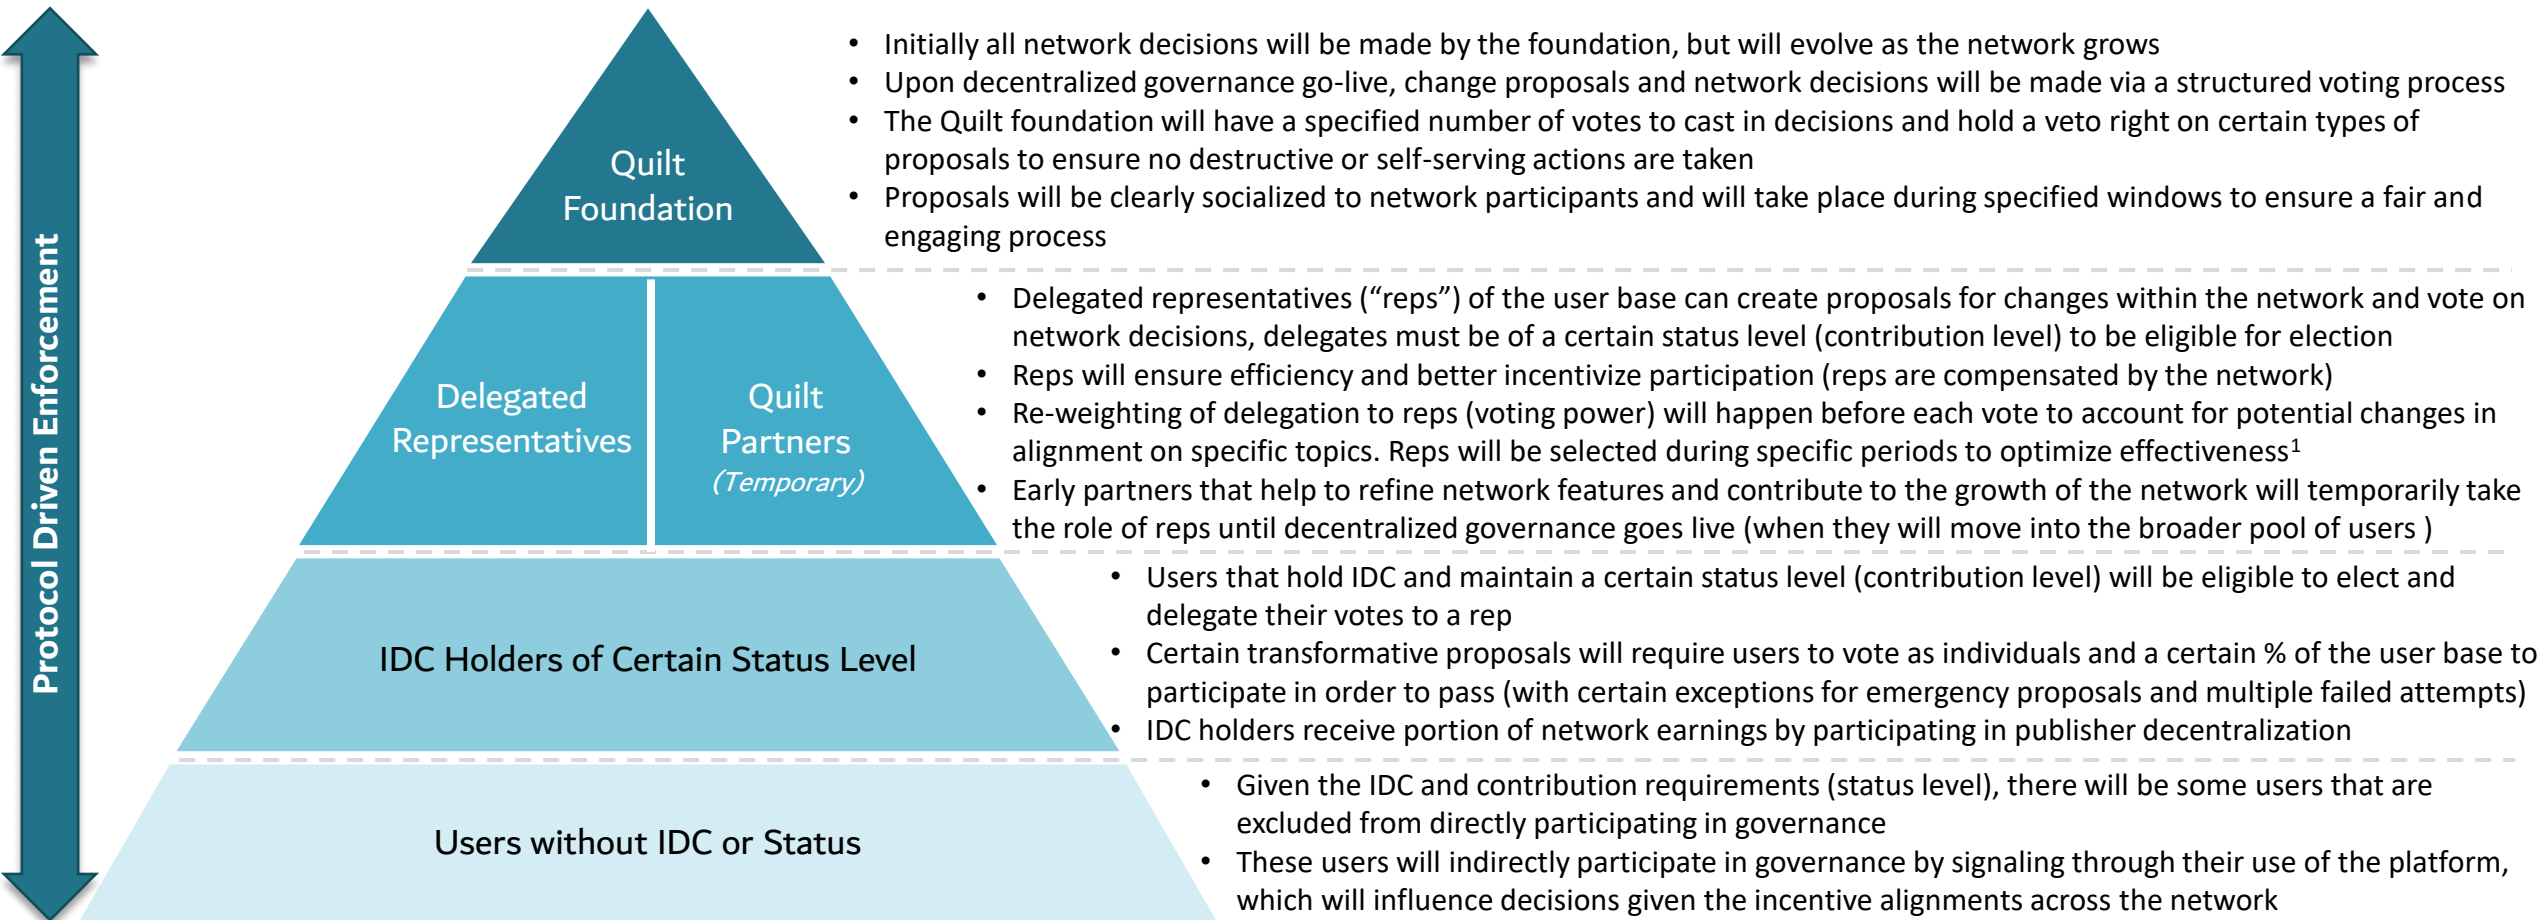 Protocol Driven Enforcement
Quilt
Foundation
• Initially all network decisions will be made by the foundation, but will evolve as the network grows
• Upon decentralized governance go-live, change proposals and network decisions will be made via a structured voting process
• The Quilt foundation will have a specified number of votes to cast in decisions and hold a veto right on certain types of
proposals to ensure no destructive or self-serving actions are taken
• Proposals will be clearly socialized to network participants and will take place during specified windows to ensure a fair and
engaging process
Delegated
Representatives
Quilt
Partners
(Temporary)
• Delegated representatives (“reps”) of the user base can create proposals for changes within the network and vote on
network decisions, delegates must be of a certain status level (contribution level) to be eligible for election
• Reps will ensure efficiency and better incentivize participation (reps are compensated by the network)
• Re-weighting of delegation to reps (voting power) will happen before each vote to account for potential changes in
alignment on specific topics. Reps will be selected during specific periods to optimize effectiveness¹
• Early partners that help to refine network features and contribute to the growth of the network will temporarily take
the role of reps until decentralized governance goes live (when they will move into the broader pool of users )
IDC Holders of Certain Status Level
• Users that hold IDC and maintain a certain status level (contribution level) will be eligible to elect and
delegate their votes to a rep
• Certain transformative proposals will require users to vote as individuals and a certain % of the user base to
participate in order to pass (with certain exceptions for emergency proposals and multiple failed attempts)
• IDC holders receive portion of network earnings by participating in publisher decentralization
Users without IDC or Status
• Given the IDC and contribution requirements (status level), there will be some users that are
excluded from directly participating in governance
• These users will indirectly participate in governance by signaling through their use of the platform,
which will influence decisions given the incentive alignments across the network